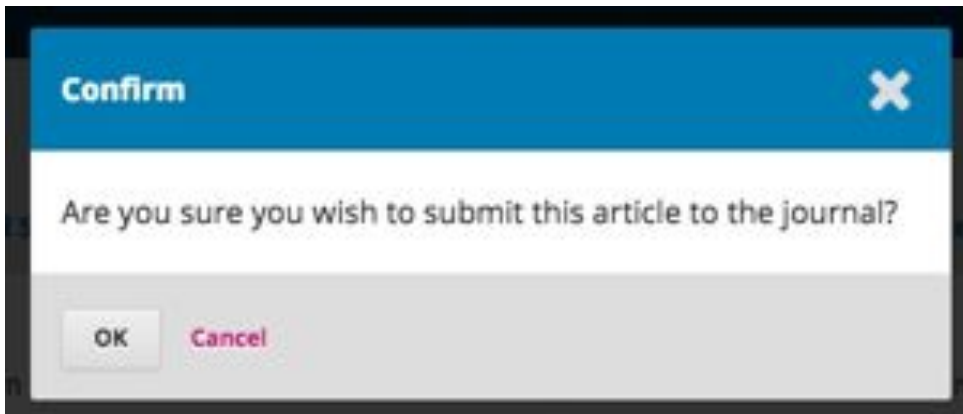 Confirm
Are you sure you wish to submit this article to the journal?
OK Cancel